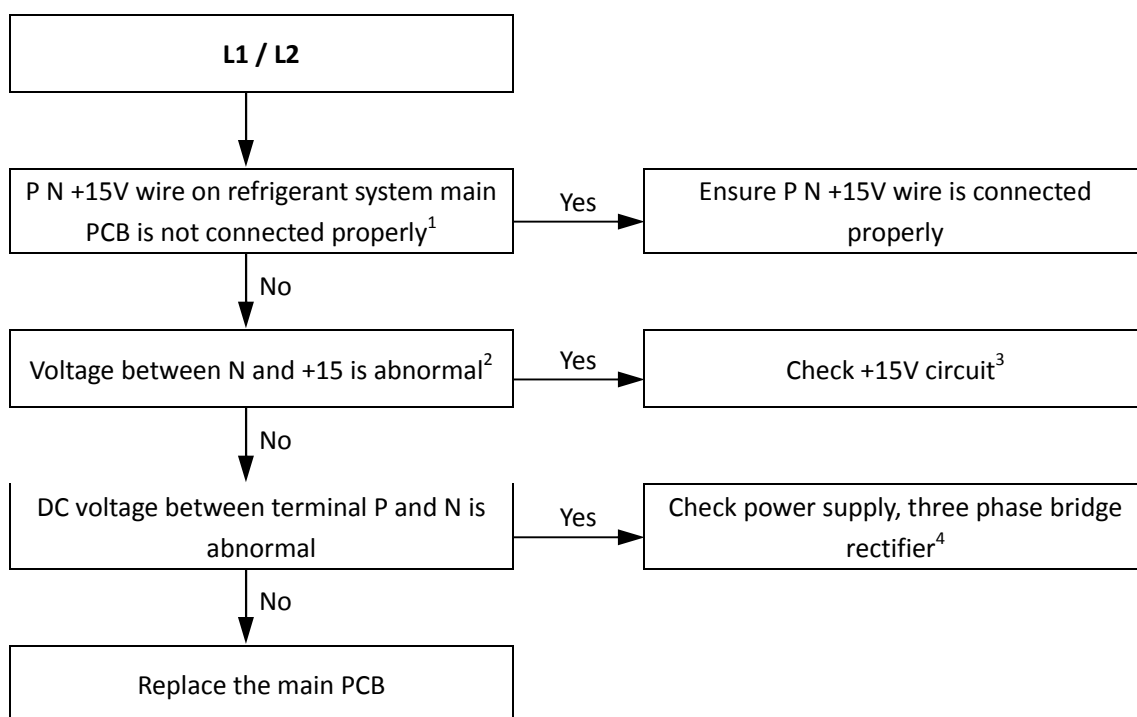 L1 / L2
P N +15V wire on refrigerant system main
PCB is not connected properly¹
Yes
Ensure P N +15V wire is connected
properly
No
Voltage between N and +15 is abnormal²
Yes
Check +15V circuit³
No
DC voltage between terminal P and N is
abnormal
Yes
Check power supply, three phase bridge
rectifier⁴
No
Replace the main PCB